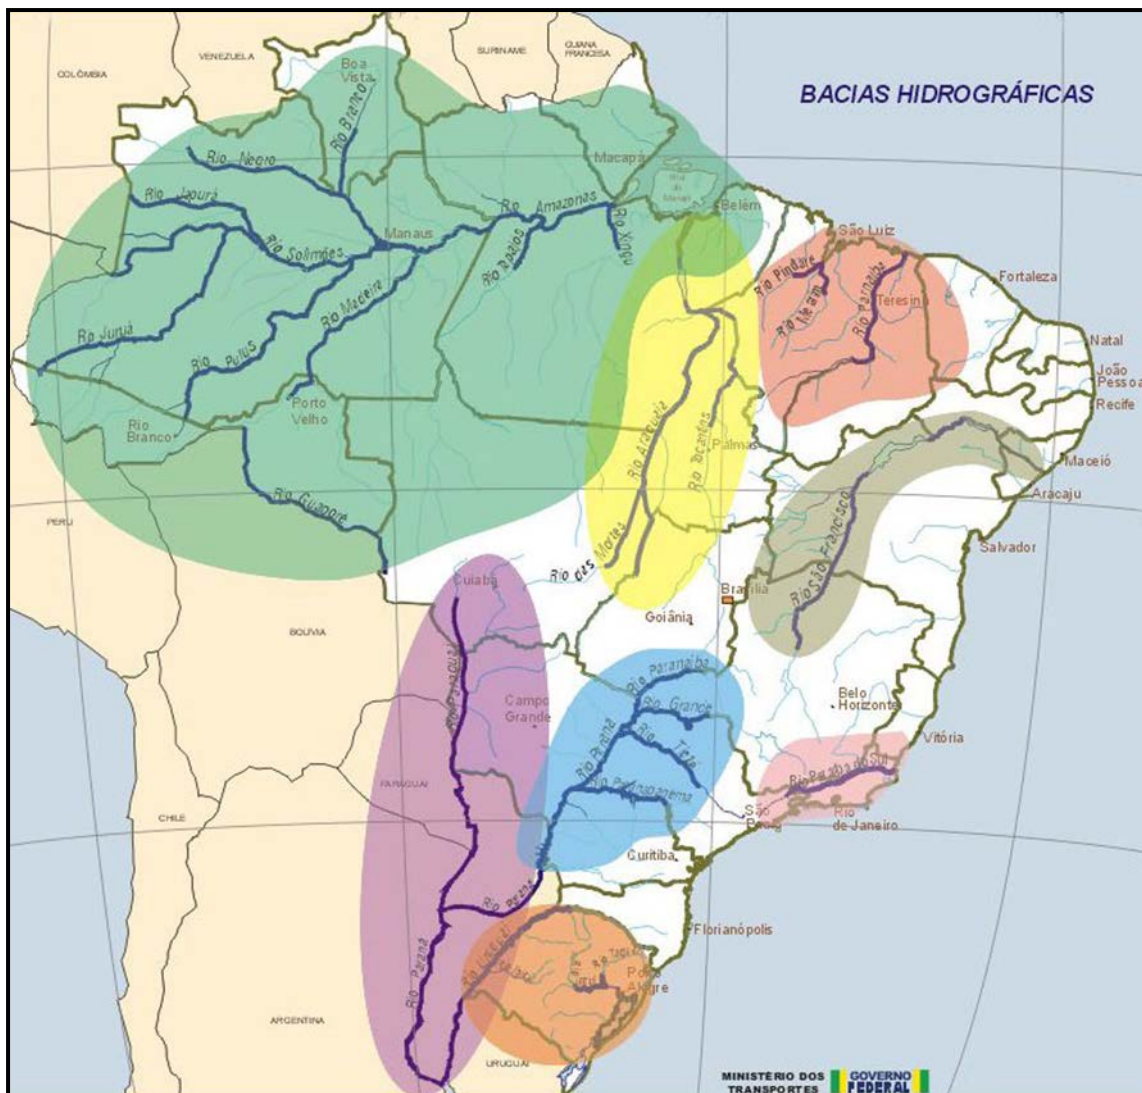 VENEZUELA
SURINAME
GUIANA
FRANCESA
COLÔMBIA
Boa
Vista
BACIAS HIDROGRÁFICAS
Rio Branco
Rio Negro
Macapá
Rio Japurá
Rio Amazonas
Belém
Manaus
Rio Xingu
São Luiz
Rio Solimões
Rio Tapajós
Rio Pindaré
Fortaleza
Rio Madeira
Rio Mearim
Rio Parnaíba
Teresina
Rio Juruá
Rio Purus
Natal
João
Pessoa
Recife
Porto
Velho
Rio
Branco
Rio Araguaia
Rio Tocantins
Palmas
Maceió
Aracaju
Rio Guaporé
Rio São Francisco
PERU
Salvador
Rio das Mortes
Cuiabá
Brasília
Goiânia
BOLÍVIA
Rio Paraguai
Rio Paranaíba
Campo
Grande
Rio Grande
Belo
Horizonte
Vitória
Rio Paraná
Rio Tietê
Rio Paraíba do Sul
PARAGUAI
Rio Paranapanema
São
Rio
de Janeiro
CHILE
Curitiba
Rio Paraná
Florianópolis
Rio Uruguai
Rio Paraná
Porto
Alegre
ARGENTINA
URUGUAI
MINISTÉRIO DOS
TRANSPORTES
GOVERNO
FEDERAL